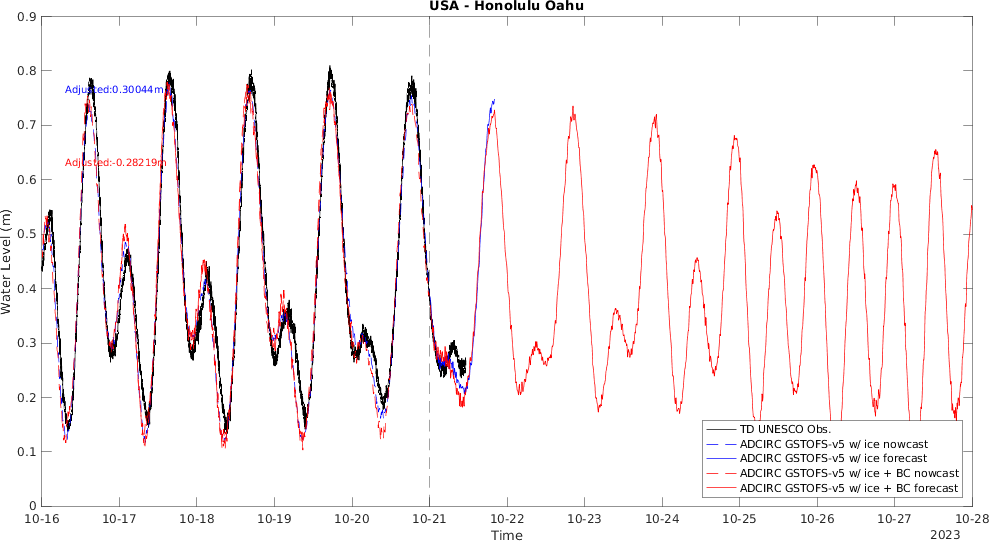 USA - Honolulu Oahu
0.9
0.8
0.7
0.6
0.5
0.4
0.3
0.2
0.1
0
Water Level (m)
Adjusted:0.30044m
Adjusted:-0.28219m
TD UNESCO Obs.
ADCIRC GSTOFS-v5 w/ ice nowcast
ADCIRC GSTOFS-v5 w/ ice forecast
ADCIRC GSTOFS-v5 w/ ice + BC nowcast
ADCIRC GSTOFS-v5 w/ ice + BC forecast
10-16 10-17 10-18 10-19 10-20 10-21 10-22 10-23 10-24 10-25 10-26 10-27 10-28
Time
2023